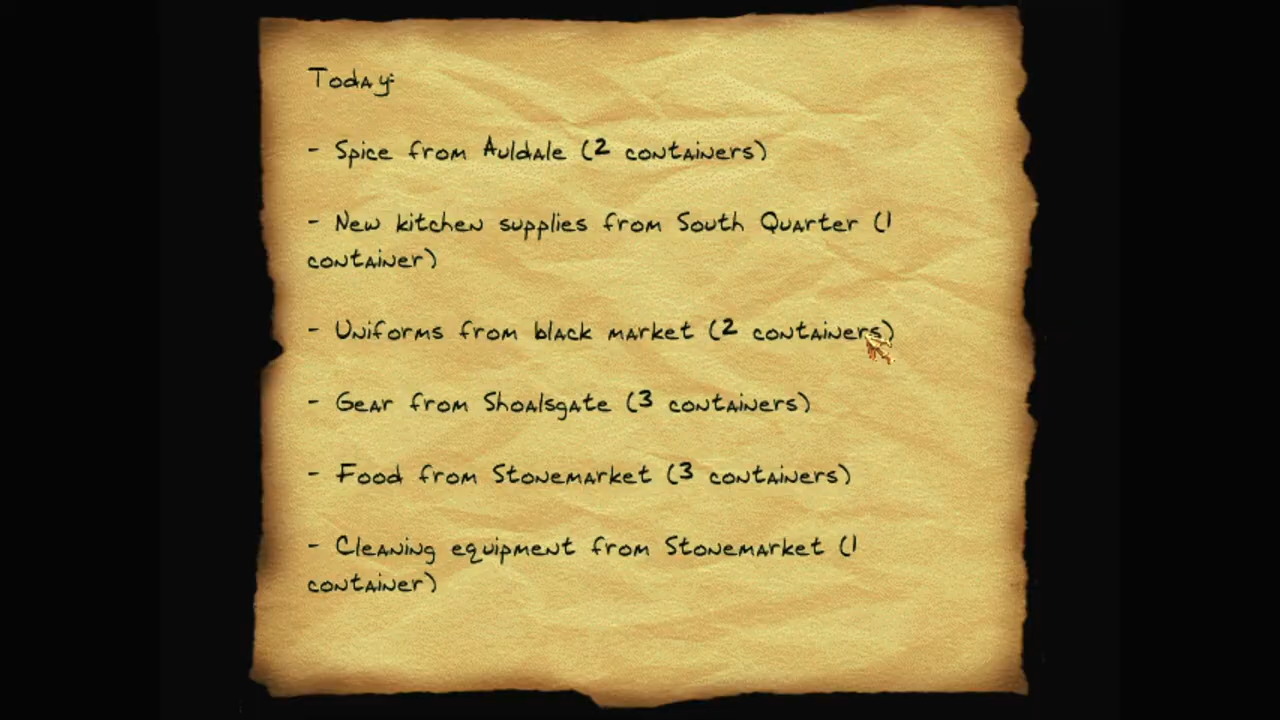 Today:
- Spice from Auldale (2 containers)
- New kitchen supplies from South Quarter (1
container)
- Uniforms from black market (2 containers)
- Gear from Shoalsgate (3 containers)
- Food from Stonemarket (3 containers)
- Cleaning equipment from Stonemarket (1
container)